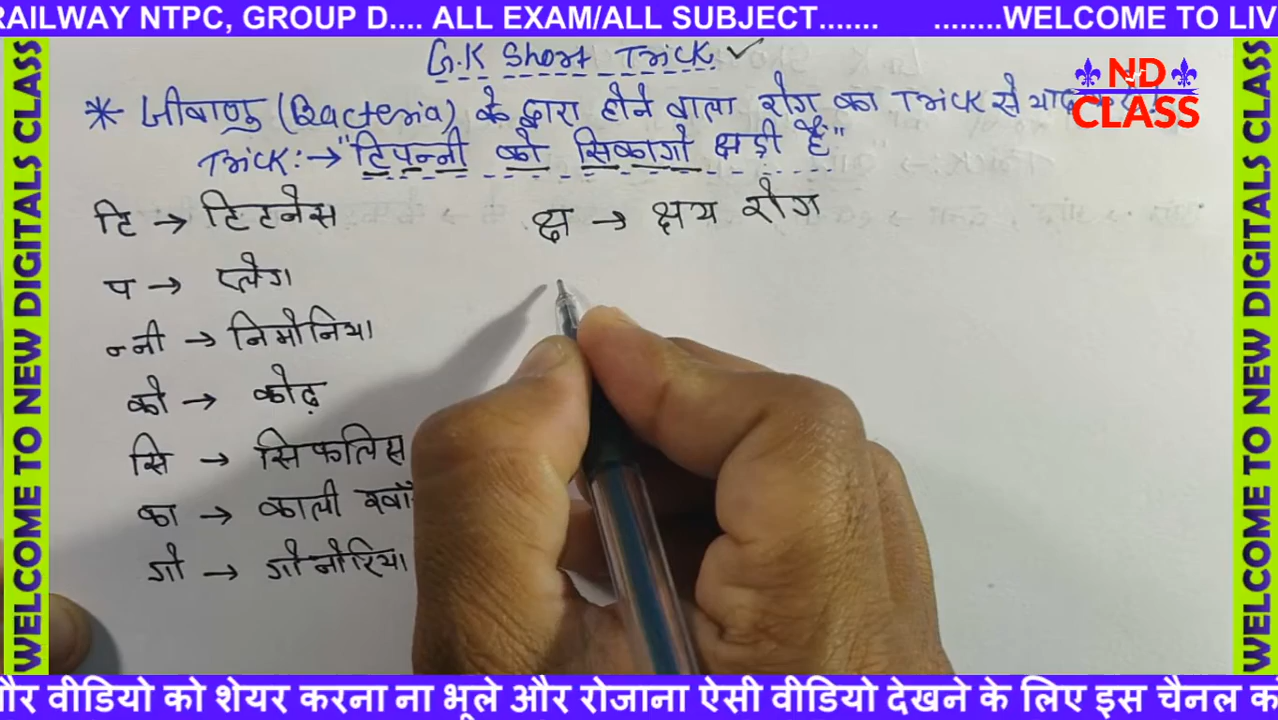 RAILWAY NTPC, GROUP D.... ALL EXAM/ALL SUBJECT....... ........WELCOME TO LIV
G.K Short Trick ✓
ND
CLASS
* जीवाणु (Bacteria) के द्वारा होने वाला रोग का Trick से याद
Trick:→ "टिपन्नी को सिकागो क्षड़ी है"
टि → टिटनेस
प → प्लेग
न्नी → निमोनिया
को → कोढ़
सि → सिफलिस
का → काली खाँ
गो → गोनोरिया
क्ष → क्षय रोग
WELCOME TO NEW DIGITALS CLASS
WELCOME TO NEW DIGITALS CLASS
और वीडियो को शेयर करना ना भूले और रोजाना ऐसी वीडियो देखने के लिए इस चैनल क